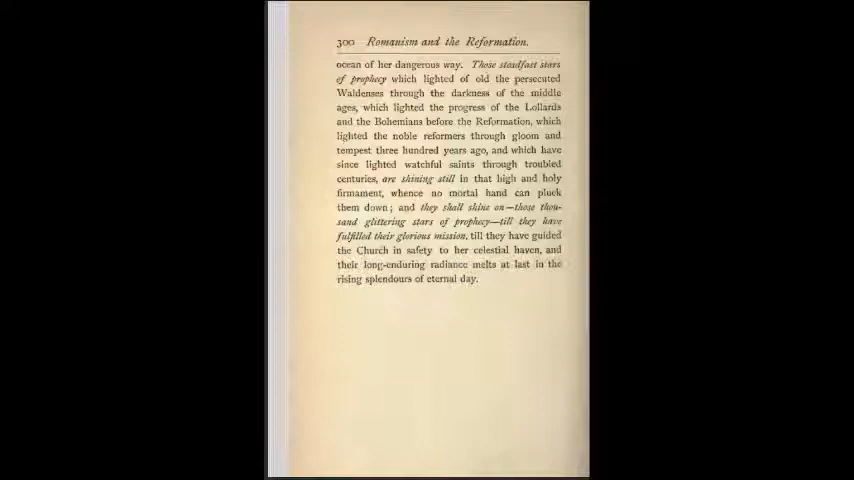 300 Romanism and the Reformation.
ocean of her dangerous way. Those steadfast stars
of prophecy which lighted of old the persecuted
Waldenses through the darkness of the middle
ages, which lighted the progress of the Lollards
and the Bohemians before the Reformation, which
lighted the noble reformers through gloom and
tempest three hundred years ago, and which have
since lighted watchful saints through troubled
centuries, are shining still in that high and holy
firmament, whence no mortal hand can pluck
them down; and they shall shine on—those thou-
sand glittering stars of prophecy—till they have
fulfilled their glorious mission, till they have guided
the Church in safety to her celestial haven, and
their long-enduring radiance melts at last in the
rising splendours of eternal day.